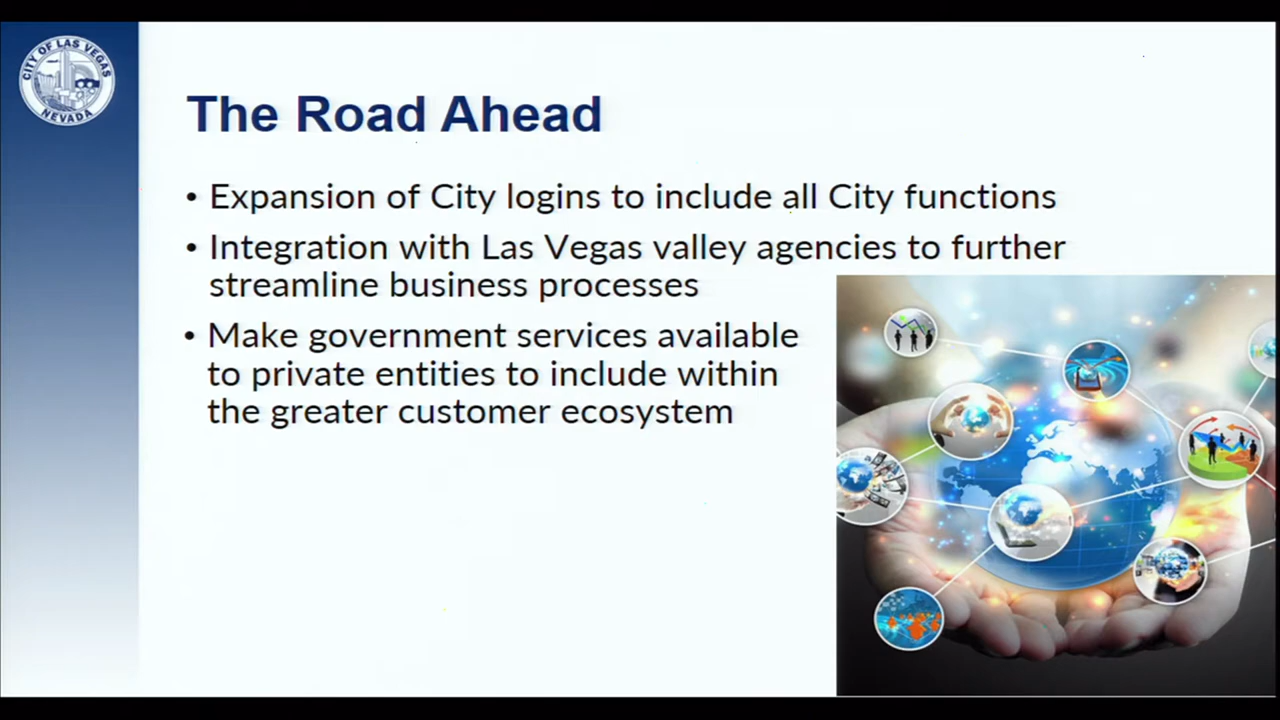 CITY OF LAS VEGAS
NEVADA
The Road Ahead
• Expansion of City logins to include all City functions
• Integration with Las Vegas valley agencies to further
streamline business processes
• Make government services available
to private entities to include within
the greater customer ecosystem